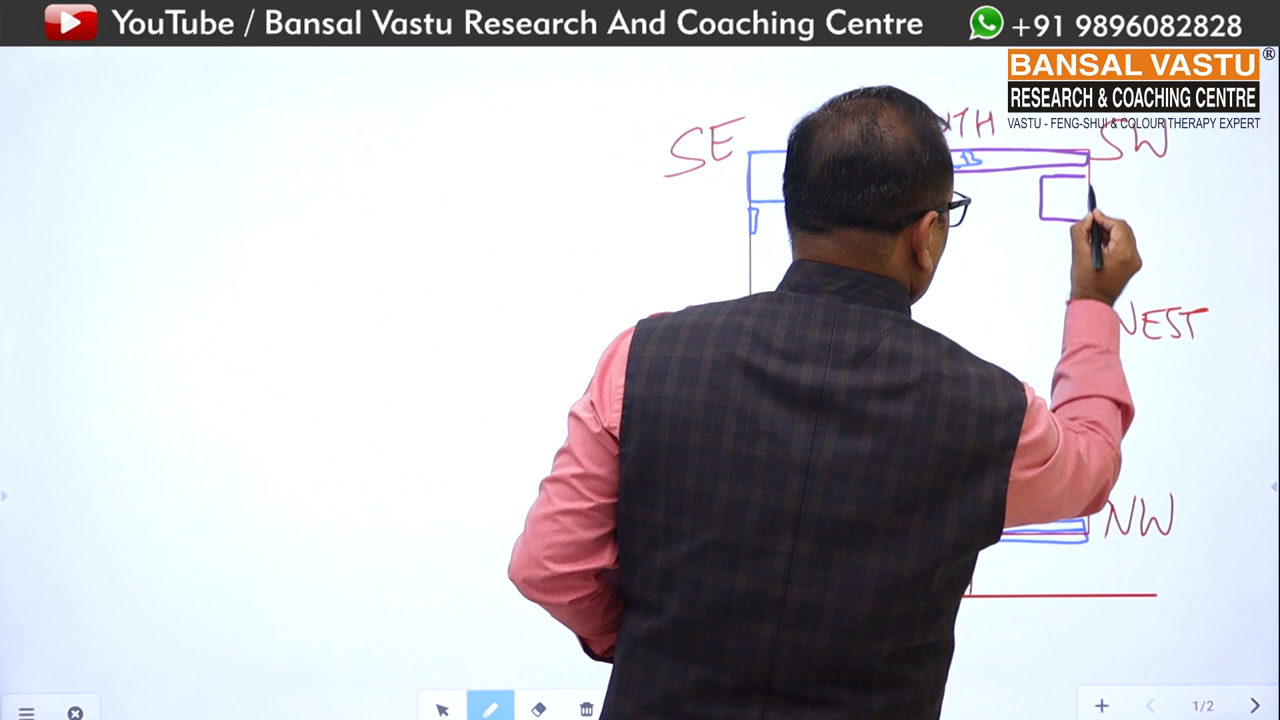 YouTube / Bansal Vastu Research And Coaching Centre
+91 9896082828
BANSAL VASTU®
RESEARCH & COACHING CENTRE
VASTU - FENG-SHUI & COLOUR THERAPY EXPERT
SE
SW
NW
1/2